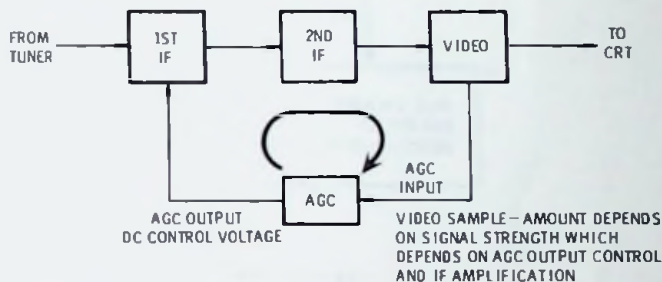 FROM
TUNER
1ST
IF
2ND
IF
VIDEO
TO
CRT
AGC
AGC
INPUT
AGC OUTPUT
DC CONTROL VOLTAGE
VIDEO SAMPLE – AMOUNT DEPENDS
ON SIGNAL STRENGTH WHICH
DEPENDS ON AGC OUTPUT CONTROL
AND IF AMPLIFICATION